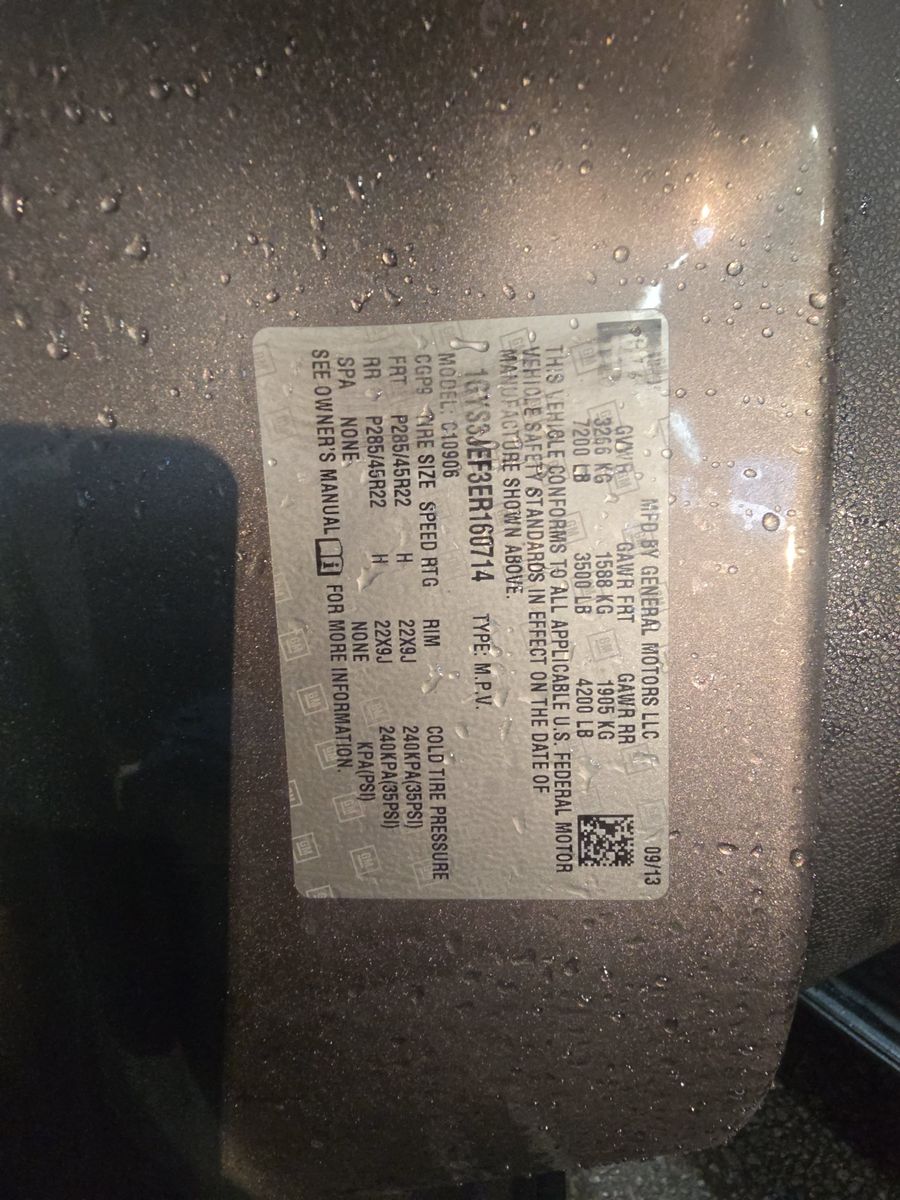 MFD BY GENERAL MOTORS LLC 09/13
GVWR GAWR FRT GAWR RR
3266 KG 1588 KG 1905 KG
7200 LB 3500 LB 4200 LB
THIS VEHICLE CONFORMS TO ALL APPLICABLE U.S. FEDERAL MOTOR
VEHICLE SAFETY STANDARDS IN EFFECT ON THE DATE OF
MANUFACTURE SHOWN ABOVE.
1GYS3JEF3ER160714 TYPE: M.P.V.
MODEL: C10906
CGP9 TIRE SIZE SPEED RTG RIM COLD TIRE PRESSURE
FRT P285/45R22 H 22X9J 240KPA(35PSI)
RR P285/45R22 H 22X9J 240KPA(35PSI)
SPA NONE NONE KPA(PSI)
SEE OWNER'S MANUAL FOR MORE INFORMATION.